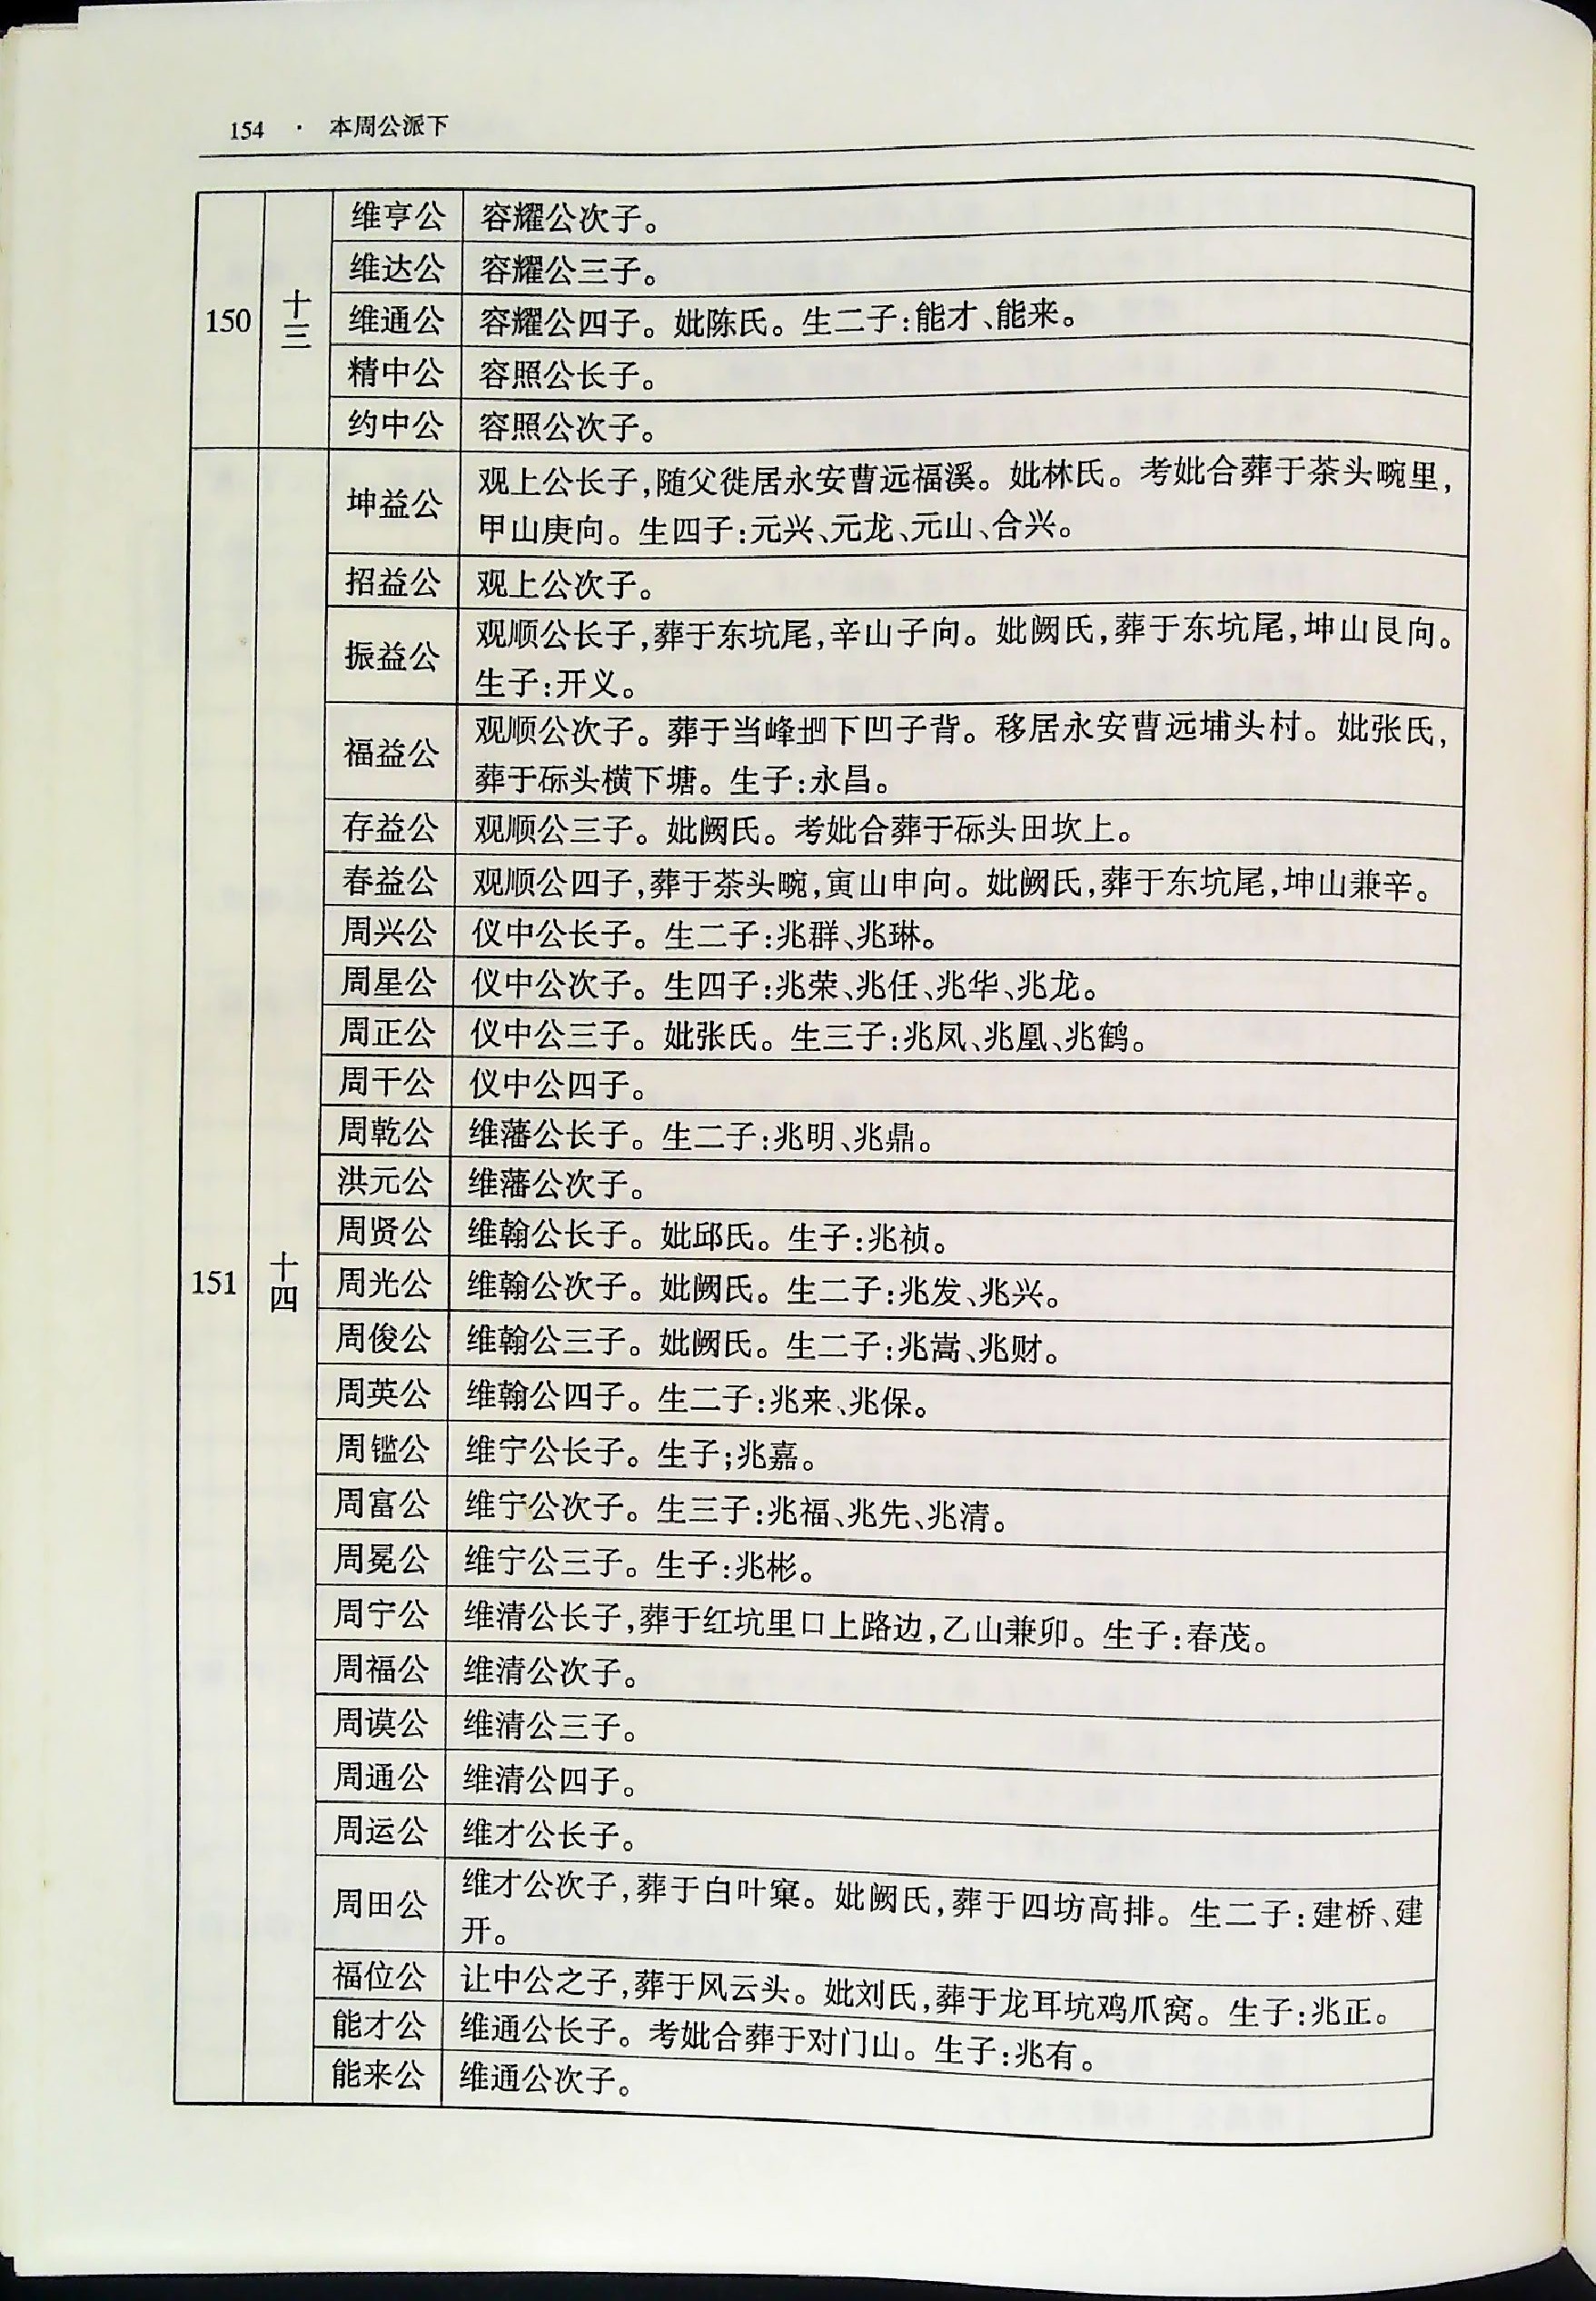 154 · 本周公派下
150
十三
维亨公 容耀公次子。
维达公 容耀公三子。
维通公 容耀公四子。妣陈氏。生二子:能才、能来。
精中公 容照公长子。
约中公 容照公次子。
151
十四
坤益公 观上公长子,随父徙居永安曹远福溪。妣林氏。考妣合葬于茶头畹里,
甲山庚向。生四子:元兴、元龙、元山、合兴。
招益公 观上公次子。
振益公 观顺公长子,葬于东坑尾,辛山子向。妣阙氏,葬于东坑尾,坤山艮向。
生子:开义。
福益公 观顺公次子。葬于当峰下凹子背。移居永安曹远埔头村。妣张氏,
葬于砾头横下塘。生子:永昌。
存益公 观顺公三子。妣阙氏。考妣合葬于头田坎上。
春益公 观顺公四子,葬于茶头畹,寅山申向。妣阙氏,葬于东坑尾,坤山兼辛。
周兴公 仪中公长子。生二子:兆群、兆琳。
周星公 仪中公次子。生四子:兆荣、兆任、兆华、兆龙。
周正公 仪中公三子。妣张氏。生三子:兆凤、兆凰、兆鹤。
周干公 仪中公四子。
周乾公 维藩公长子。生二子:兆明、兆鼎。
洪元公 维藩公次子。
周贤公 维翰公长子。妣邱氏。生子:兆祯。
周光公 维翰公次子。妣阙氏。生二子:兆发、兆兴。
周俊公 维翰公三子。妣阙氏。生二子:兆嵩、兆财。
周英公 维翰公四子。生二子:兆来、兆保。
周镒公 维宁公长子。生子;兆嘉。
周富公 维宁公次子。生三子:兆福、兆先、兆清。
周冕公 维宁公三子。生子:兆彬。
周宁公 维清公长子,葬于红坑里口上路边,乙山兼卯。生子:春茂。
周福公 维清公次子。
周谟公 维清公三子。
周通公 维清公四子。
周运公 维才公长子。
周田公 维才公次子,葬于白叶窠。妣阙氏,葬于四坊高排。生二子:建桥、建
开。
福位公 让中公之子,葬于风云头。妣刘氏,葬于龙耳坑鸡爪窝。生子:兆正。
能才公 维通公长子。考妣合葬于对门山。生子:兆有。
能来公 维通公次子。